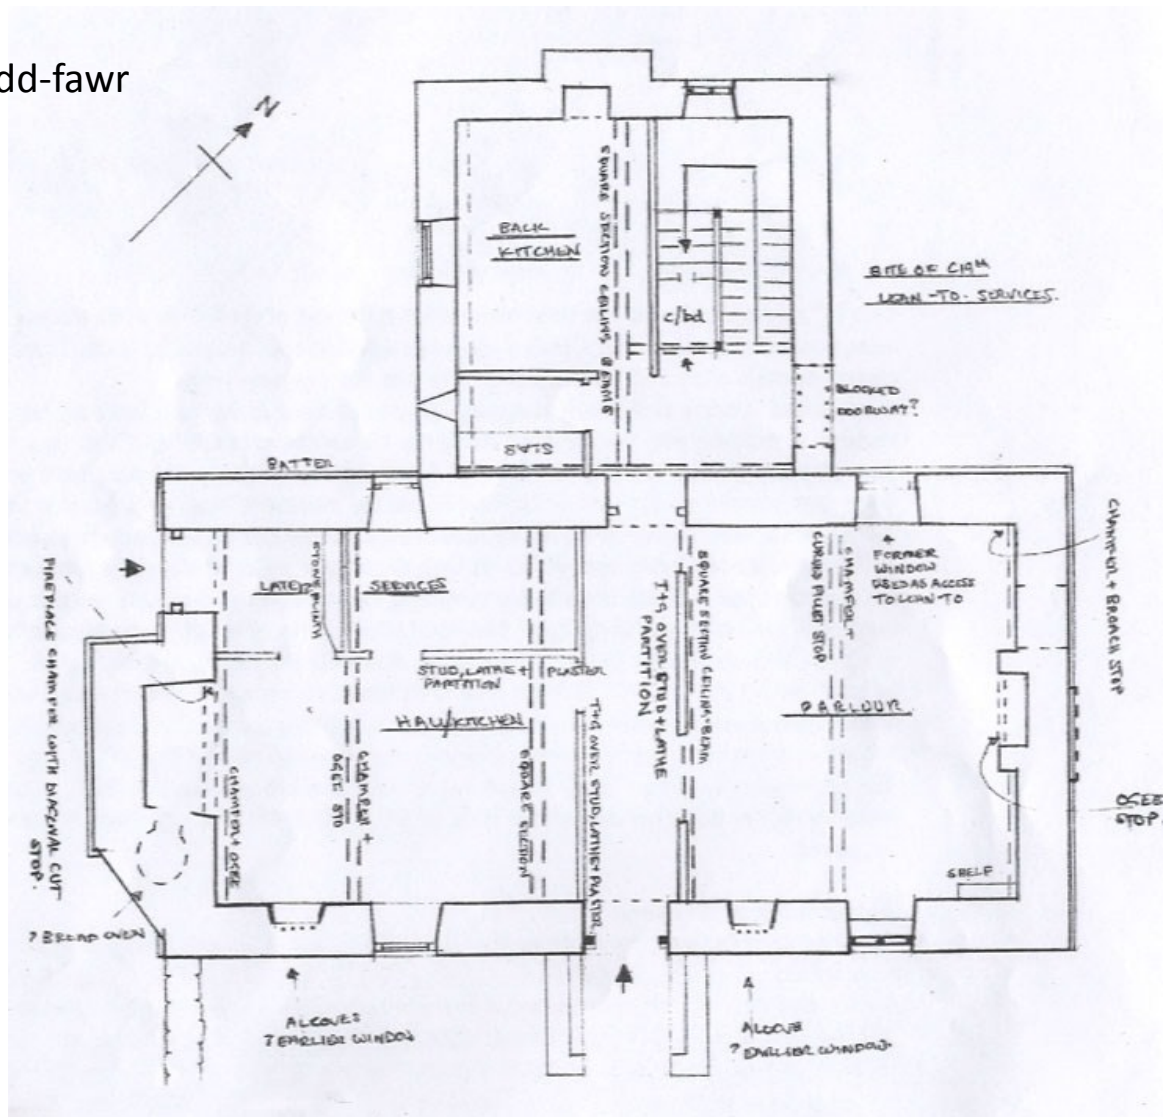 dd-fawr
N
BACK
KITCHEN
SQUARE SECTION CEILING BEAMS
c/bd
SITE OF C19TH
LEAN-TO SERVICES.
BLOCKED
DOORWAY?
SLABS
BATTER
LATER
SERVICES
STUD, LATHE + PLASTER
PARTITION
HALL/KITCHEN
CHAMFER + OGEE
CHAMFER +
OGEE STO
SQUARE SECTION
T+G OVER STUD, LATHE + PLASTER
T+G OVER STUD + LATHE
PARTITION
SQUARE SECTION CEILING-BEAM
CHAMFER +
CURVED FILLED STOP
FORMER
WINDOW
USED AS ACCESS
TO LEAN TO
PARLOUR
SHELF
CHAMFER + BROACH STOP
OGEE
STOP.
FIREPLACE CHAMFER WITH DIAGONAL CUT
STOP.
? BREAD OVEN
ALCOVES
? EARLIER WINDOW
ALCOVE
? EARLIER WINDOW.